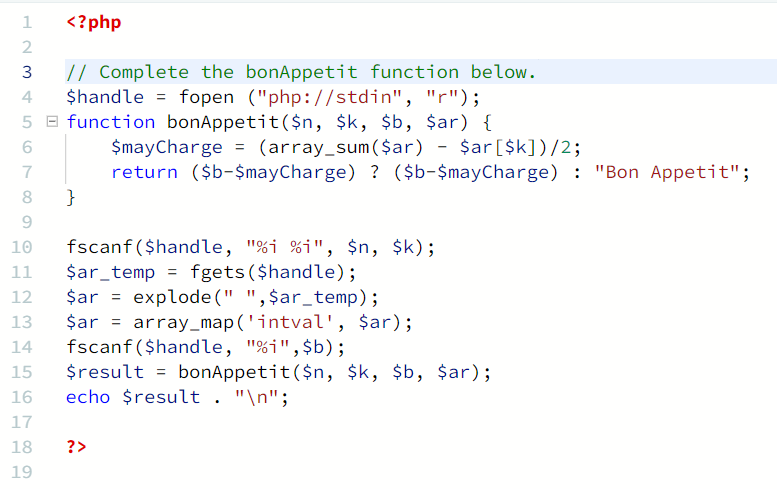 1 <?php
2
3 // Complete the bonAppetit function below.
4 $handle = fopen ("php://stdin", "r");
5 function bonAppetit($n, $k, $b, $ar) {
6     $mayCharge = (array_sum($ar) - $ar[$k])/2;
7     return ($b-$mayCharge) ? ($b-$mayCharge) : "Bon Appetit";
8 }
9
10 fscanf($handle, "%i %i", $n, $k);
11 $ar_temp = fgets($handle);
12 $ar = explode(" ",$ar_temp);
13 $ar = array_map('intval', $ar);
14 fscanf($handle, "%i",$b);
15 $result = bonAppetit($n, $k, $b, $ar);
16 echo $result . "\n";
17
18 ?>
19